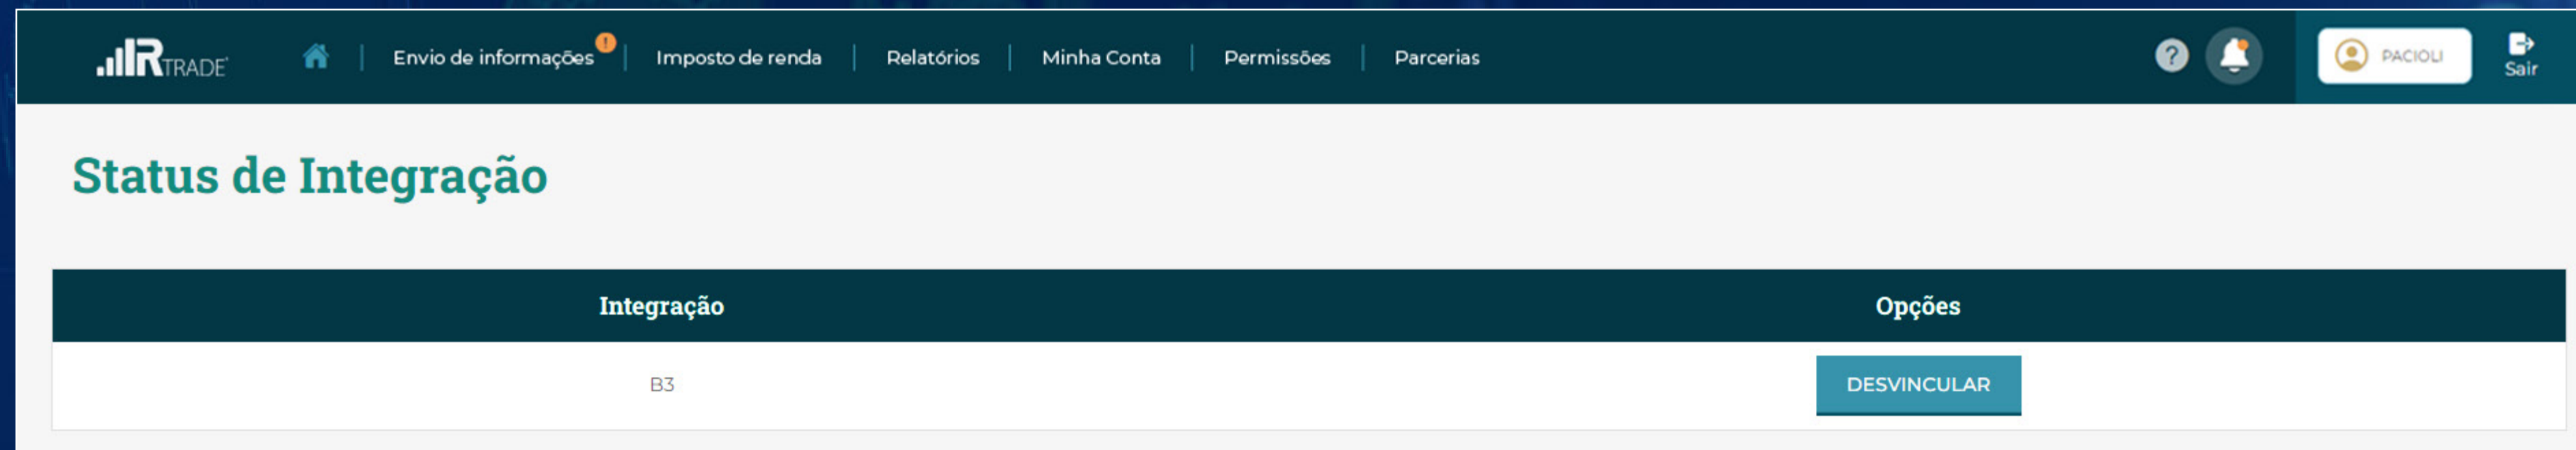 IRTRADE
Envio de informações ! Imposto de renda Relatórios Minha Conta Permissões Parcerias ? PACIOLI Sair
Status de Integração
Integração Opções
B3 DESVINCULAR